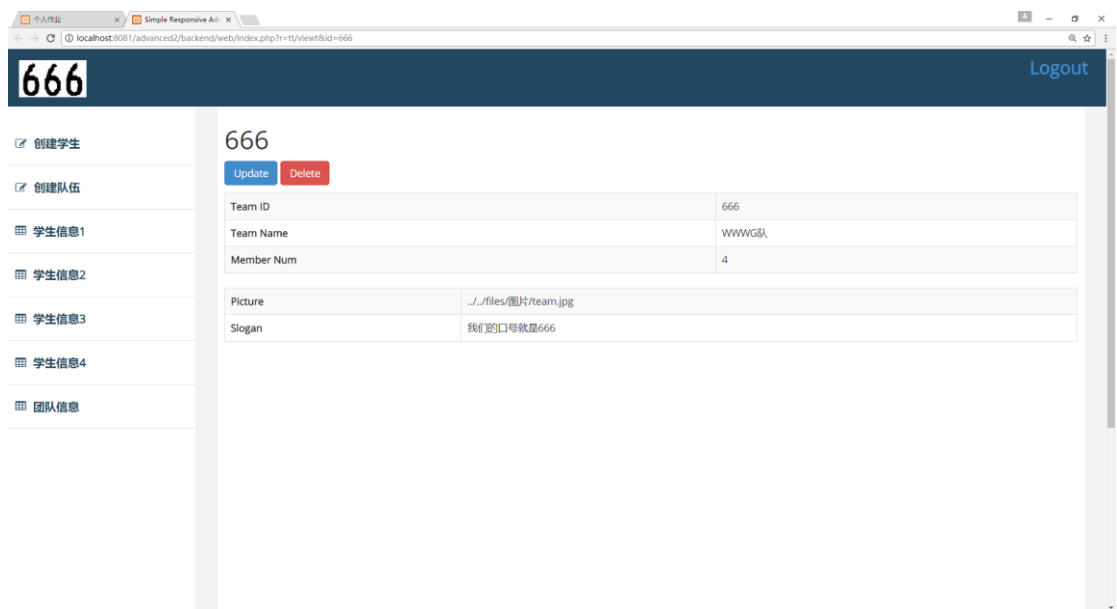 个人作业
Simple Responsive Ad
localhost:8081/advanced2/backend/web/index.php?r=tt/viewt&id=666
666
Logout
创建学生
创建队伍
学生信息1
学生信息2
学生信息3
学生信息4
团队信息
666
Update Delete
Team ID 666
Team Name WWWG队
Member Num 4
Picture ../../files/图片/team.jpg
Slogan 我们的口号就是666